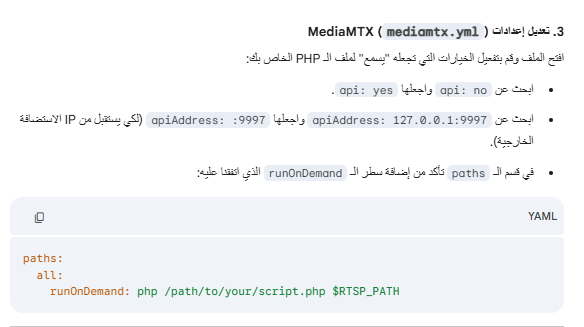 3. تعديل إعدادات MediaMTX (mediamtx.yml)
افتح الملف وقم بتفعيل الخيارات التي تجعله "يسمع" لملف الـ PHP الخاص بك:
ابحث عن api: no واجعلها api: yes.
ابحث عن apiAddress: 127.0.0.1:9997 واجعلها apiAddress: :9997 (لكي يستقبل من IP الاستضافة
الخارجية).
في قسم الـ paths تأكد من إضافة سطر الـ runOnDemand الذي اتفقنا عليه:
YAML
paths:
  all:
    runOnDemand: php /path/to/your/script.php $RTSP_PATH